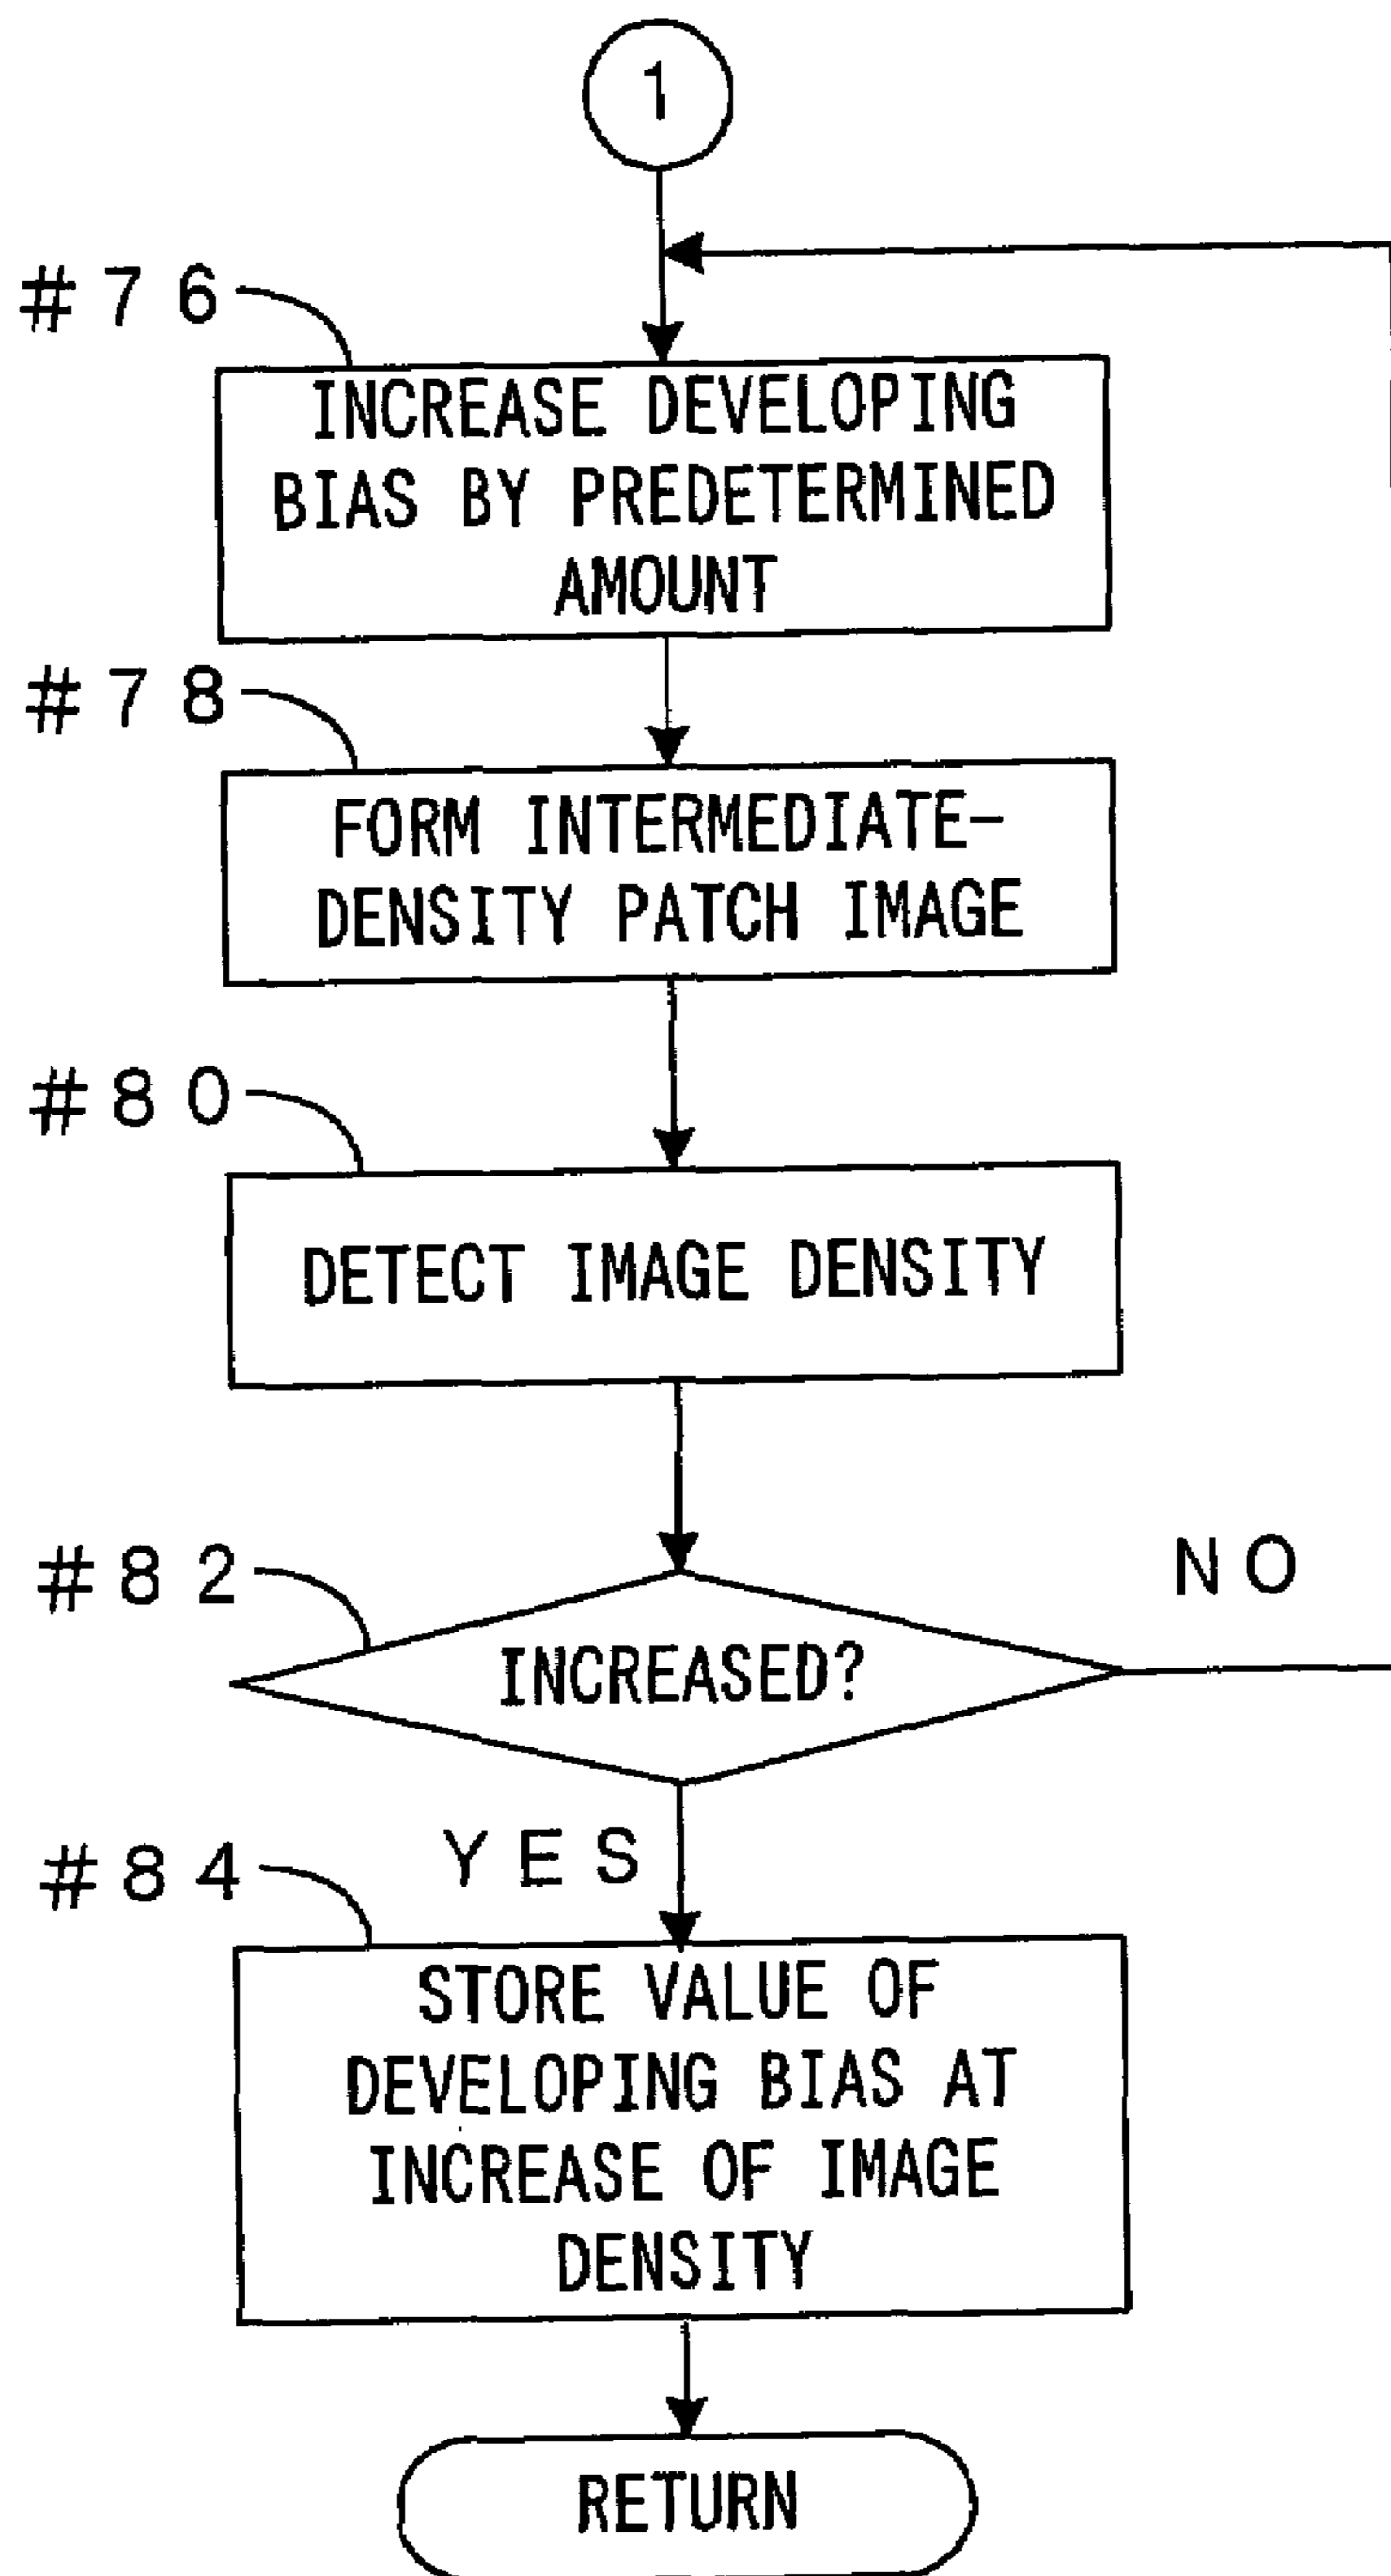 1
#76
INCREASE DEVELOPING
BIAS BY PREDETERMINED
AMOUNT
#78
FORM INTERMEDIATE-
DENSITY PATCH IMAGE
#80
DETECT IMAGE DENSITY
#82
NO
INCREASED?
YES
#84
STORE VALUE OF
DEVELOPING BIAS AT
INCREASE OF IMAGE
DENSITY
RETURN